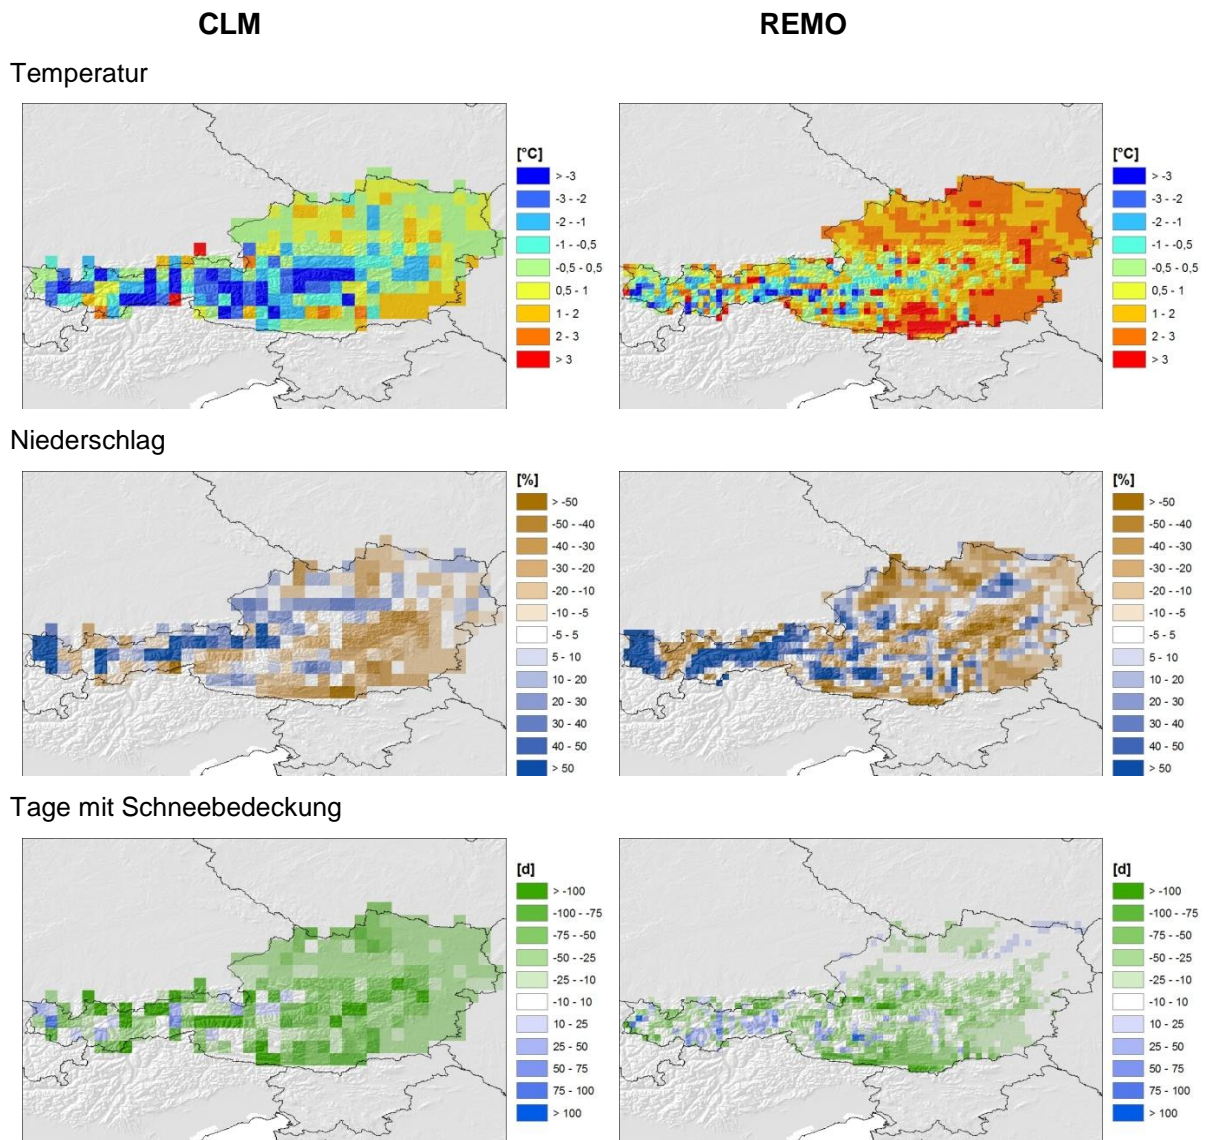 CLM
REMO
Temperatur
[°C]
> -3
-3 - -2
-2 - -1
-1 - -0,5
-0,5 - 0,5
0,5 - 1
1 - 2
2 - 3
> 3
[°C]
> -3
-3 - -2
-2 - -1
-1 - -0,5
-0,5 - 0,5
0,5 - 1
1 - 2
2 - 3
> 3
Niederschlag
[%]
> -50
-50 - -40
-40 - -30
-30 - -20
-20 - -10
-10 - -5
-5 - 5
5 - 10
10 - 20
20 - 30
30 - 40
40 - 50
> 50
[%]
> -50
-50 - -40
-40 - -30
-30 - -20
-20 - -10
-10 - -5
-5 - 5
5 - 10
10 - 20
20 - 30
30 - 40
40 - 50
> 50
Tage mit Schneebedeckung
[d]
> -100
-100 - -75
-75 - -50
-50 - -25
-25 - -10
-10 - 10
10 - 25
25 - 50
50 - 75
75 - 100
> 100
[d]
> -100
-100 - -75
-75 - -50
-50 - -25
-25 - -10
-10 - 10
10 - 25
25 - 50
50 - 75
75 - 100
> 100